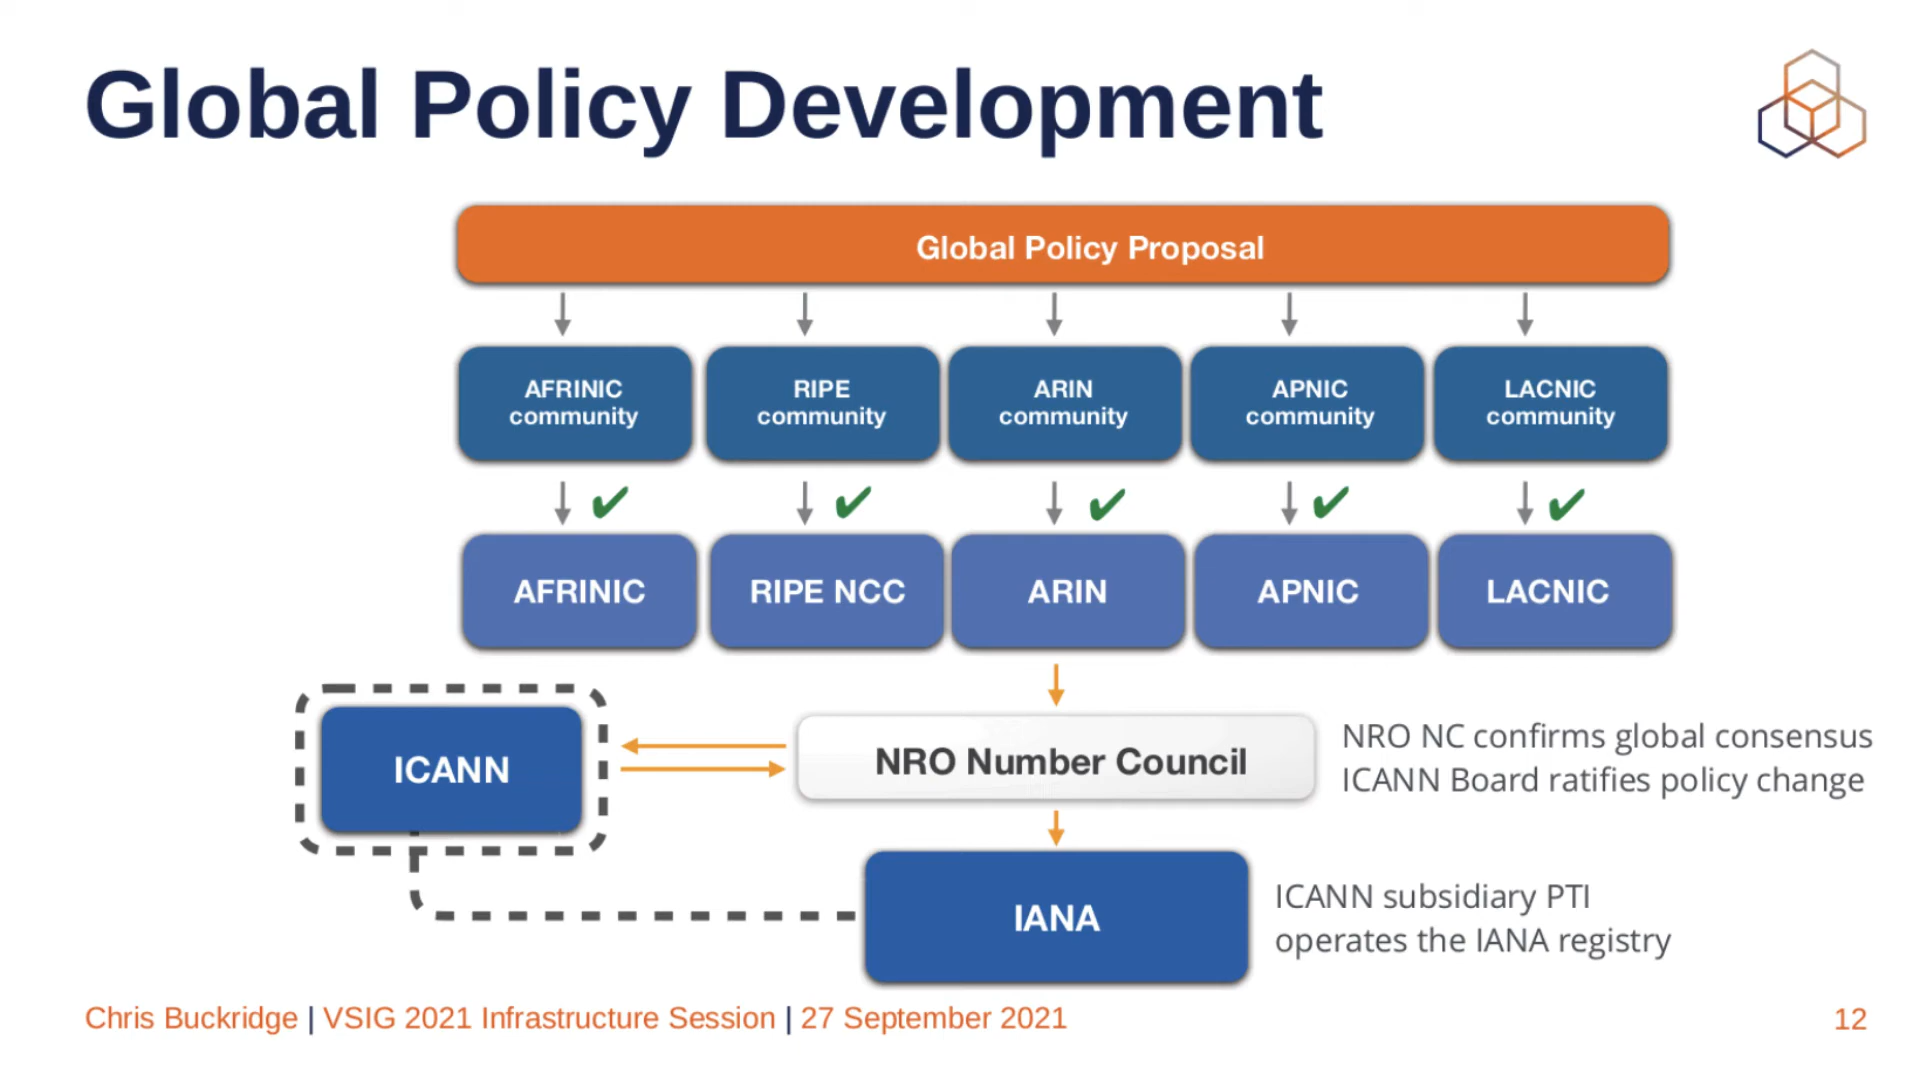 Global Policy Development
Global Policy Proposal
AFRINIC
community
RIPE
community
ARIN
community
APNIC
community
LACNIC
community
AFRINIC
RIPE NCC
ARIN
APNIC
LACNIC
ICANN
NRO Number Council
NRO NC confirms global consensus
ICANN Board ratifies policy change
IANA
ICANN subsidiary PTI
operates the IANA registry
Chris Buckridge | VSIG 2021 Infrastructure Session | 27 September 2021
12